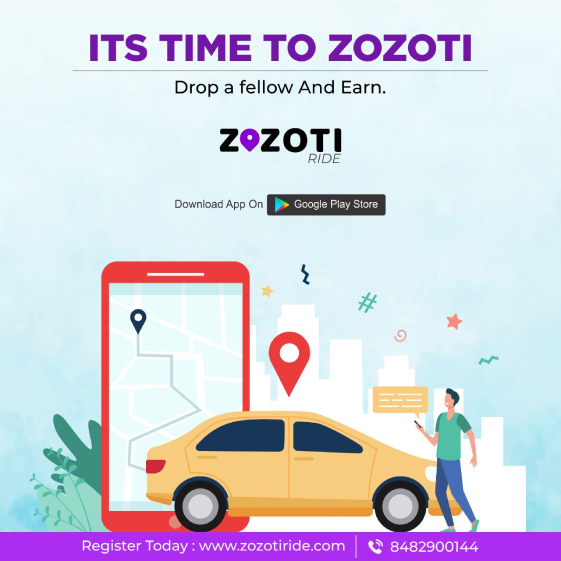 ITS TIME TO ZOZOTI
Drop a fellow And Earn.
ZOZOTI
RIDE
Download App On Google Play Store
#
Register Today : www.zozotiride.com 8482900144